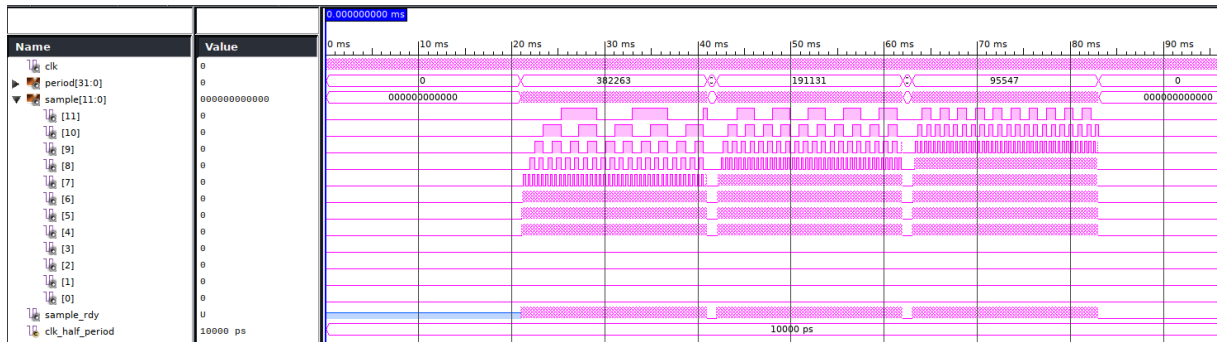 0.000000000 ms
Name Value 0 ms 10 ms 20 ms 30 ms 40 ms 50 ms 60 ms 70 ms 80 ms 90 ms
clk 0
period[31:0] 0 0 382263 191131 95547 0
sample[11:0] 000000000000 000000000000 000000000000
[11] 0
[10] 0
[9] 0
[8] 0
[7] 0
[6] 0
[5] 0
[4] 0
[3] 0
[2] 0
[1] 0
[0] 0
sample_rdy U
clk_half_period 10000 ps 10000 ps